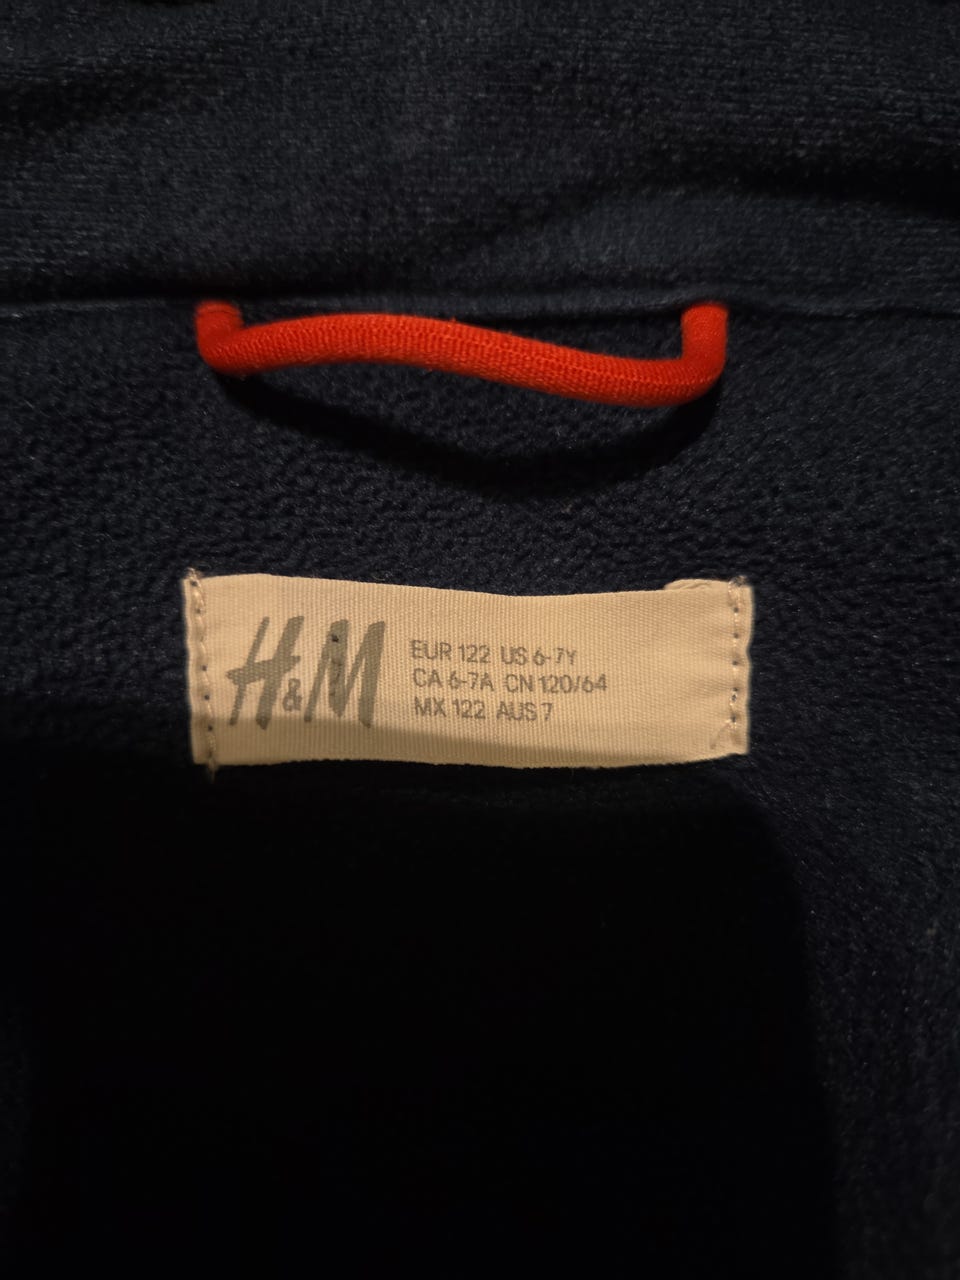 H&M
EUR 122 US 6-7Y
CA 6-7A CN 120/64
MX 122 AUS 7